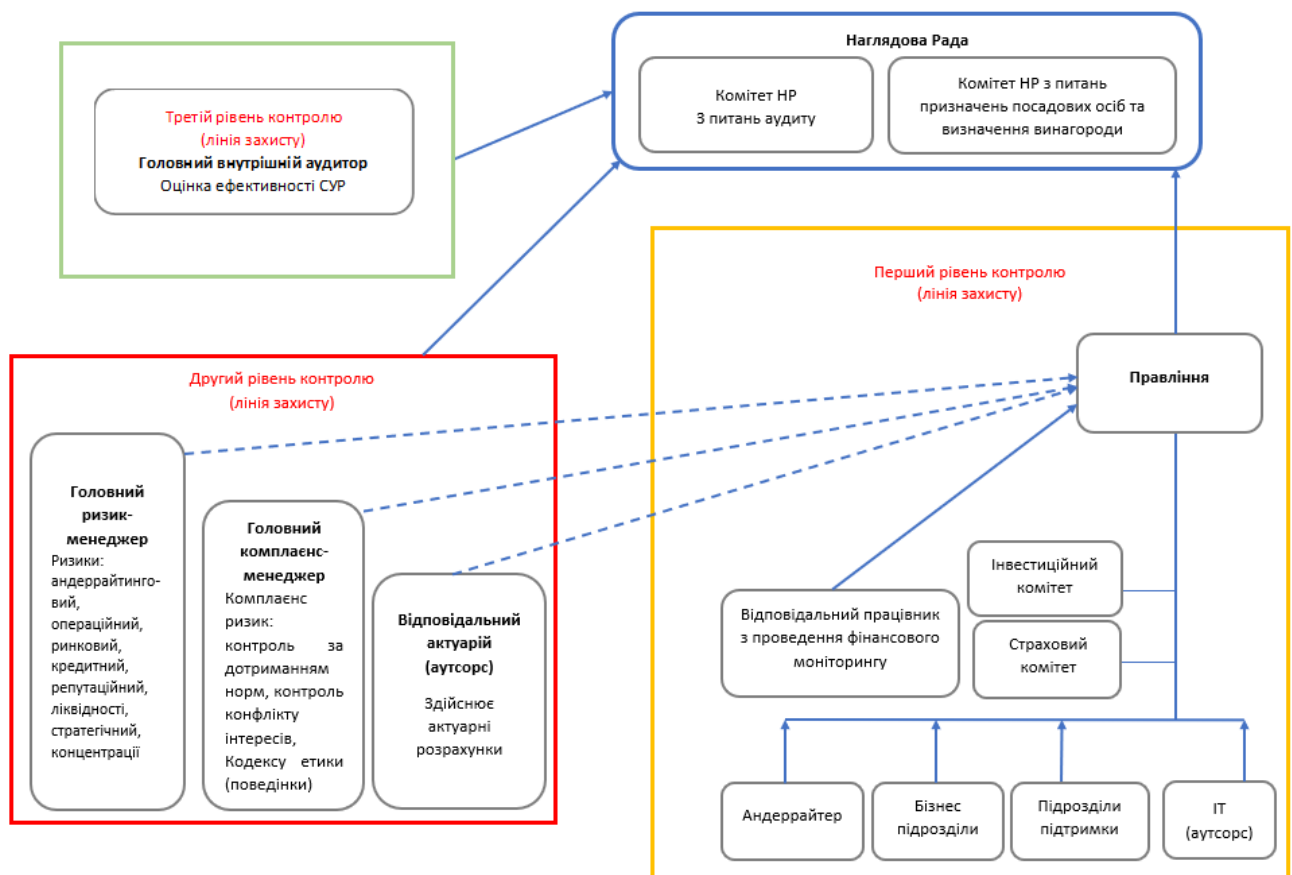 Наглядова Рада
Комітет НР
З питань аудиту
Комітет НР з питань
призначень посадових осіб та
визначення винагороди
Третій рівень контролю
(лінія захисту)
Головний внутрішній аудитор
Оцінка ефективності СУР
Перший рівень контролю
(лінія захисту)
Правління
Другий рівень контролю
(лінія захисту)
Головний
ризик-
менеджер
Ризики:
андеррайтинго-
вий,
операційний,
ринковий,
кредитний,
репутаційний,
ліквідності,
стратегічний,
концентрації
Головний
комплаєнс-
менеджер
Комплаєнс
ризик:
контроль за
дотриманням
норм, контроль
конфлікту
інтересів,
Кодексу етики
(поведінки)
Відповідальний
актуарій
(аутсорс)
Здійснює
актуарні
розрахунки
Відповідальний працівник
з проведення фінансового
моніторингу
Інвестиційний
комітет
Страховий
комітет
Андеррайтер
Бізнес
підрозділи
Підрозділи
підтримки
ІТ
(аутсорс)